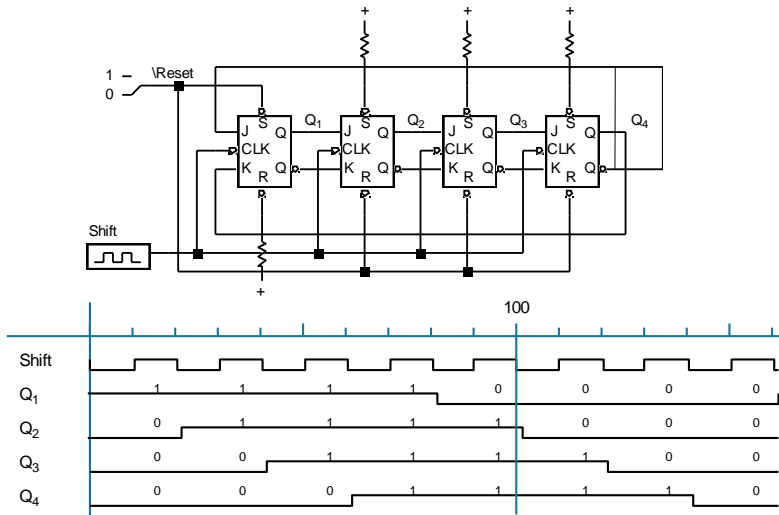 + + +
1
\Reset
0
S S S S
J Q Q1 J Q Q2 J Q Q3 J Q Q4
CLK CLK CLK CLK
K Q K Q K Q K Q
R R R R
Shift
+
100
Shift
Q1 1 1 1 1 0 0 0 0
Q2 0 1 1 1 1 0 0 0
Q3 0 0 1 1 1 1 0 0
Q4 0 0 0 1 1 1 1 0